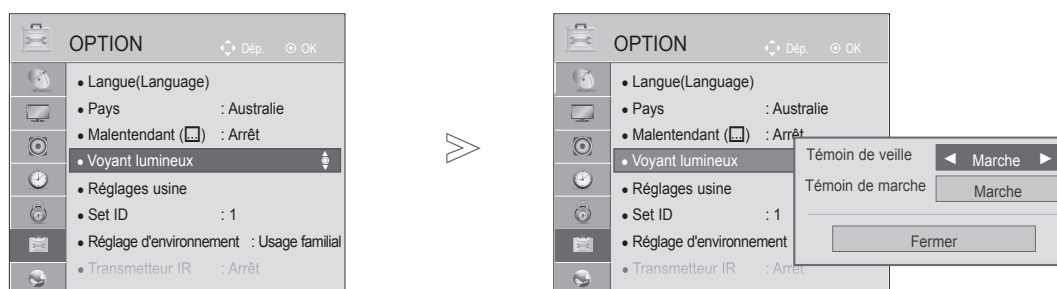 OPTION Dép. OK
• Langue(Language)
• Pays : Australie
• Malentendant (...) : Arrêt
• Voyant lumineux
• Réglages usine
• Set ID : 1
• Réglage d'environnement : Usage familial
• Transmetteur IR : Arrêt
OPTION Dép. OK
• Langue(Language)
• Pays : Australie
• Malentendant (...) : Arrêt
• Voyant lumineux
• Réglages usine
• Set ID : 1
• Réglage d'environnement
• Transmetteur IR : Arrêt
Témoin de veille ◀ Marche ▶
Témoin de marche Marche
Fermer